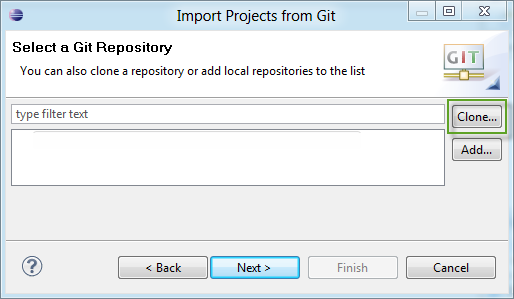 Import Projects from Git
Select a Git Repository
You can also clone a repository or add local repositories to the list
GIT
type filter text
Clone...
Add...
?
< Back
Next >
Finish
Cancel